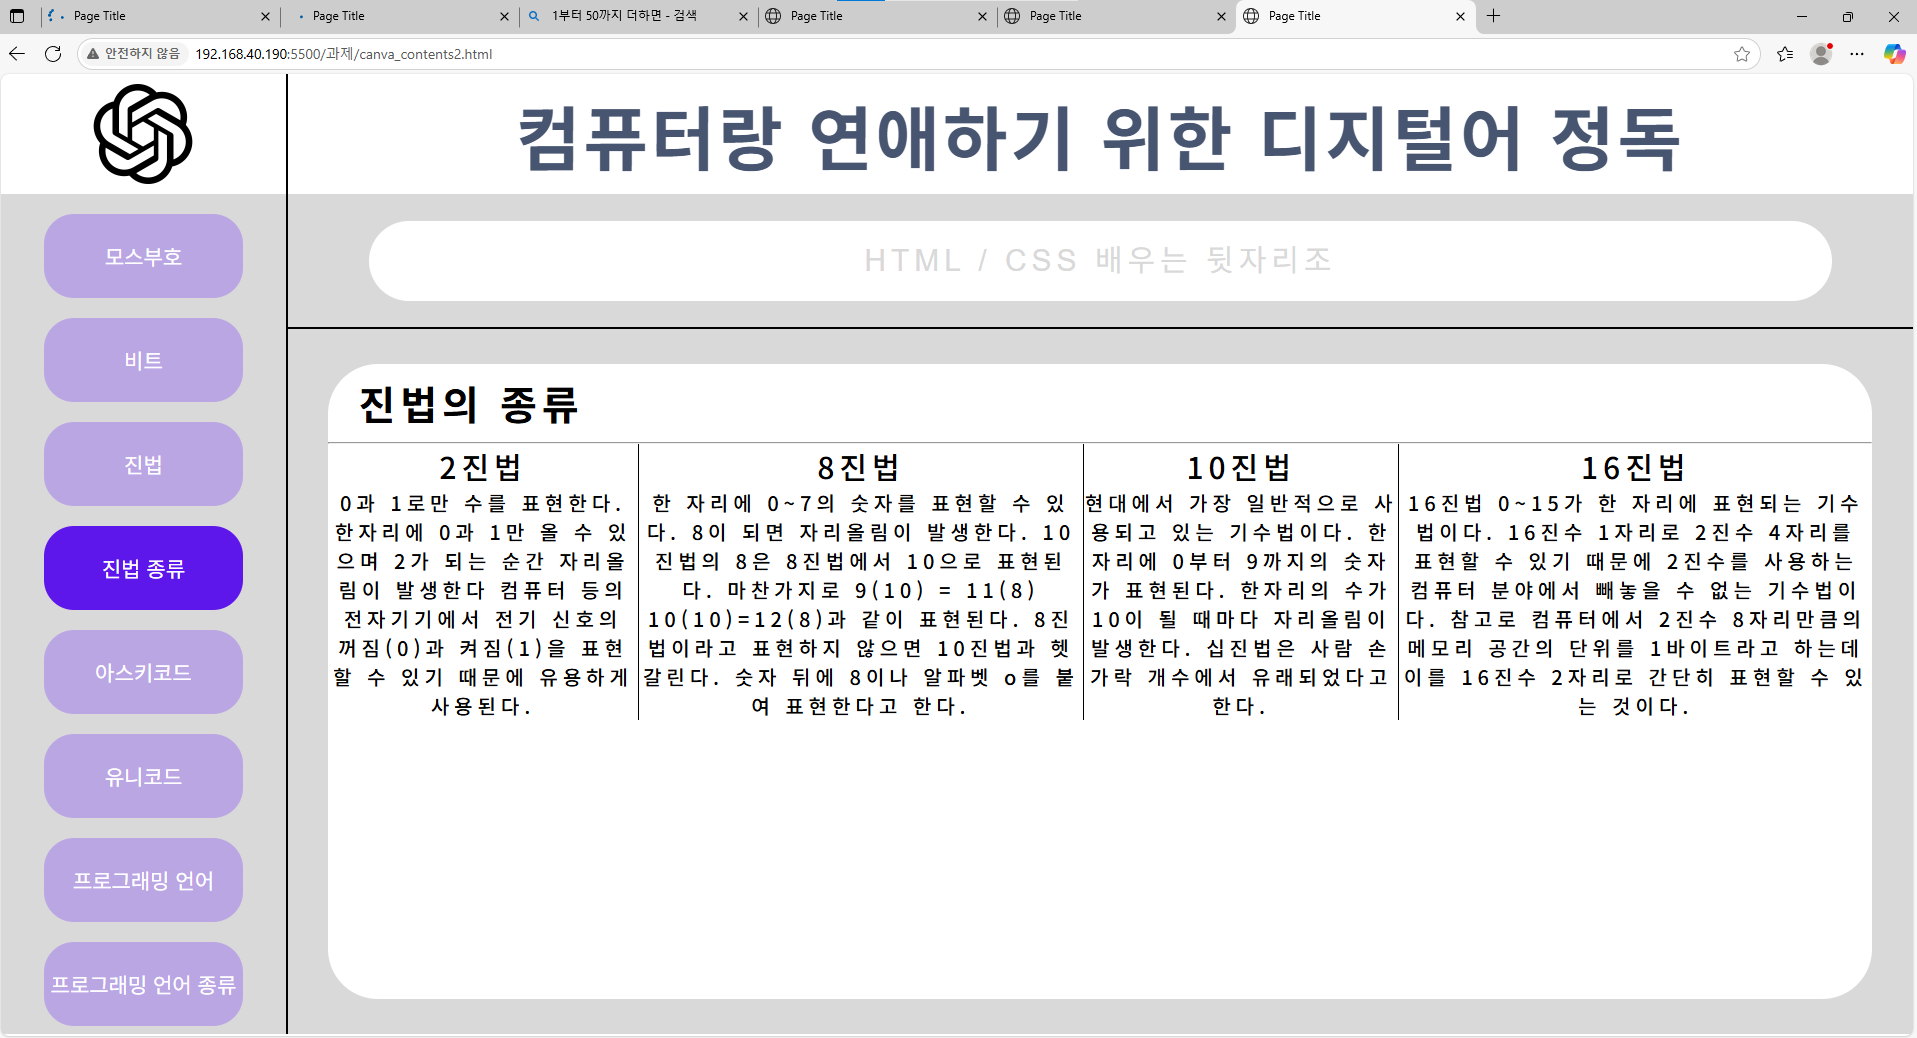 Page Title
Page Title
1부터 50까지 더하면 - 검색
Page Title
Page Title
Page Title
안전하지 않음
192.168.40.190:5500/과제/canva_contents2.html
컴퓨터랑 연애하기 위한 디지털어 정독
HTML / CSS 배우는 뒷자리조
모스부호
비트
진법
진법 종류
아스키코드
유니코드
프로그래밍 언어
프로그래밍 언어 종류
진법의 종류
2진법
0과 1로만 수를 표현한다.
한자리에 0과 1만 올 수 있
으며 2가 되는 순간 자리올
림이 발생한다 컴퓨터 등의
전자기기에서 전기 신호의
꺼짐(0)과 켜짐(1)을 표현
할 수 있기 때문에 유용하게
사용된다.
8진법
한 자리에 0~7의 숫자를 표현할 수 있
다. 8이 되면 자리올림이 발생한다. 10
진법의 8은 8진법에서 10으로 표현된
다. 마찬가지로 9(10) = 11(8)
10(10)=12(8)과 같이 표현된다. 8진
법이라고 표현하지 않으면 10진법과 헷
갈린다. 숫자 뒤에 8이나 알파벳 o를 붙
여 표현한다고 한다.
10진법
현대에서 가장 일반적으로 사
용되고 있는 기수법이다. 한
자리에 0부터 9까지의 숫자
가 표현된다. 한자리의 수가
10이 될 때마다 자리올림이
발생한다. 십진법은 사람 손
가락 개수에서 유래되었다고
한다.
16진법
16진법 0~15가 한 자리에 표현되는 기수
법이다. 16진수 1자리로 2진수 4자리를
표현할 수 있기 때문에 2진수를 사용하는
컴퓨터 분야에서 빼놓을 수 없는 기수법이
다. 참고로 컴퓨터에서 2진수 8자리만큼의
메모리 공간의 단위를 1바이트라고 하는데
이를 16진수 2자리로 간단히 표현할 수 있
는 것이다.